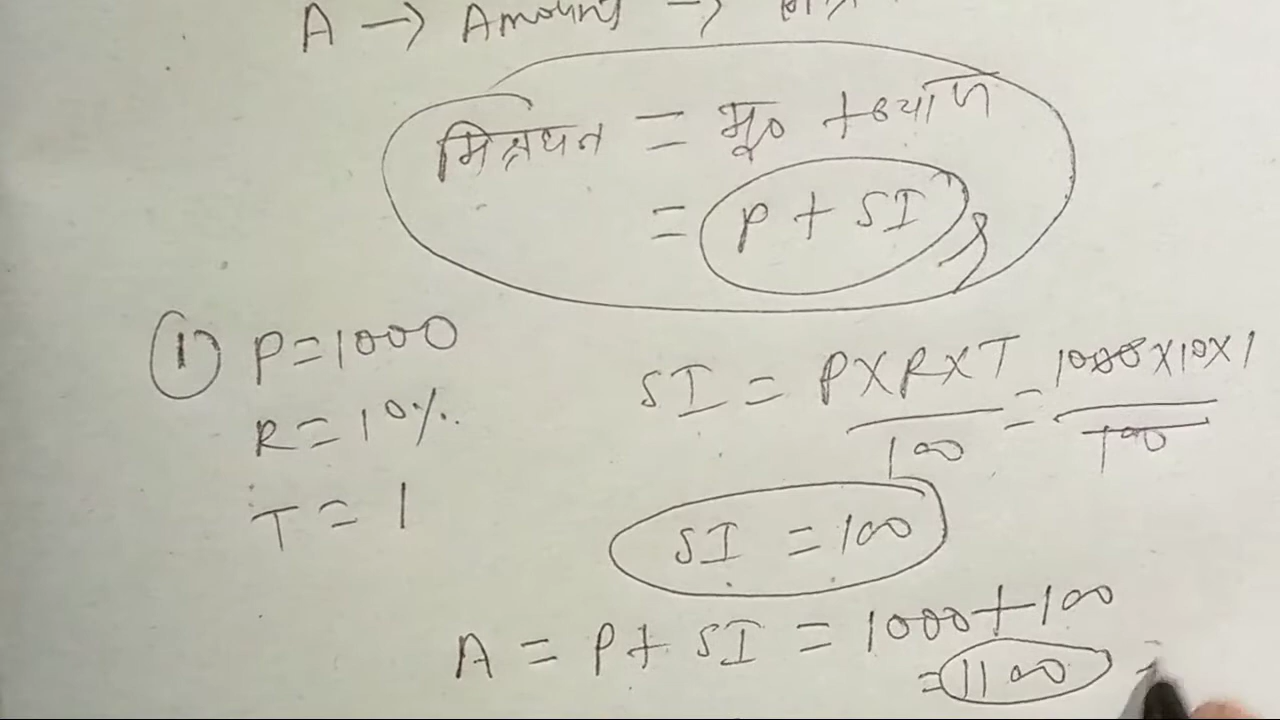 A → Amount →
मिश्रधन = मू० + ब्याज
= P + SI
① P = 1000
R = 10%
T = 1
SI = P X R X T / 100 = 1000 X 10 X 1 / 100
SI = 100
A = P + SI = 1000 + 100
= 1100